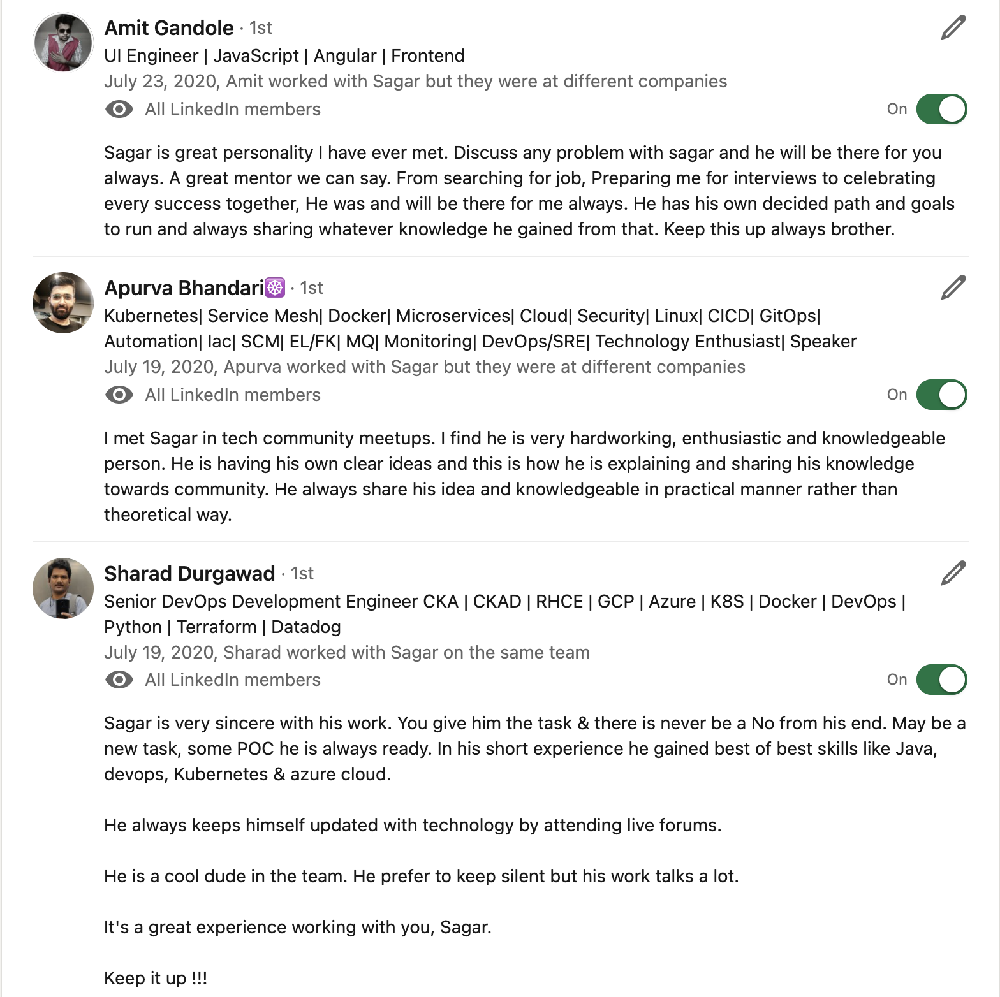 Amit Gandole · 1st
UI Engineer | JavaScript | Angular | Frontend
July 23, 2020, Amit worked with Sagar but they were at different companies
All LinkedIn members
On
Sagar is great personality I have ever met. Discuss any problem with sagar and he will be there for you
always. A great mentor we can say. From searching for job, Preparing me for interviews to celebrating
every success together, He was and will be there for me always. He has his own decided path and goals
to run and always sharing whatever knowledge he gained from that. Keep this up always brother.
Apurva Bhandari☸️ · 1st
Kubernetes| Service Mesh| Docker| Microservices| Cloud| Security| Linux| CICD| GitOps|
Automation| Iac| SCM| EL/FK| MQ| Monitoring| DevOps/SRE| Technology Enthusiast| Speaker
July 19, 2020, Apurva worked with Sagar but they were at different companies
All LinkedIn members
On
I met Sagar in tech community meetups. I find he is very hardworking, enthusiastic and knowledgeable
person. He is having his own clear ideas and this is how he is explaining and sharing his knowledge
towards community. He always share his idea and knowledgeable in practical manner rather than
theoretical way.
Sharad Durgawad · 1st
Senior DevOps Development Engineer CKA | CKAD | RHCE | GCP | Azure | K8S | Docker | DevOps |
Python | Terraform | Datadog
July 19, 2020, Sharad worked with Sagar on the same team
All LinkedIn members
On
Sagar is very sincere with his work. You give him the task & there is never be a No from his end. May be a
new task, some POC he is always ready. In his short experience he gained best of best skills like Java,
devops, Kubernetes & azure cloud.
He always keeps himself updated with technology by attending live forums.
He is a cool dude in the team. He prefer to keep silent but his work talks a lot.
It's a great experience working with you, Sagar.
Keep it up !!!